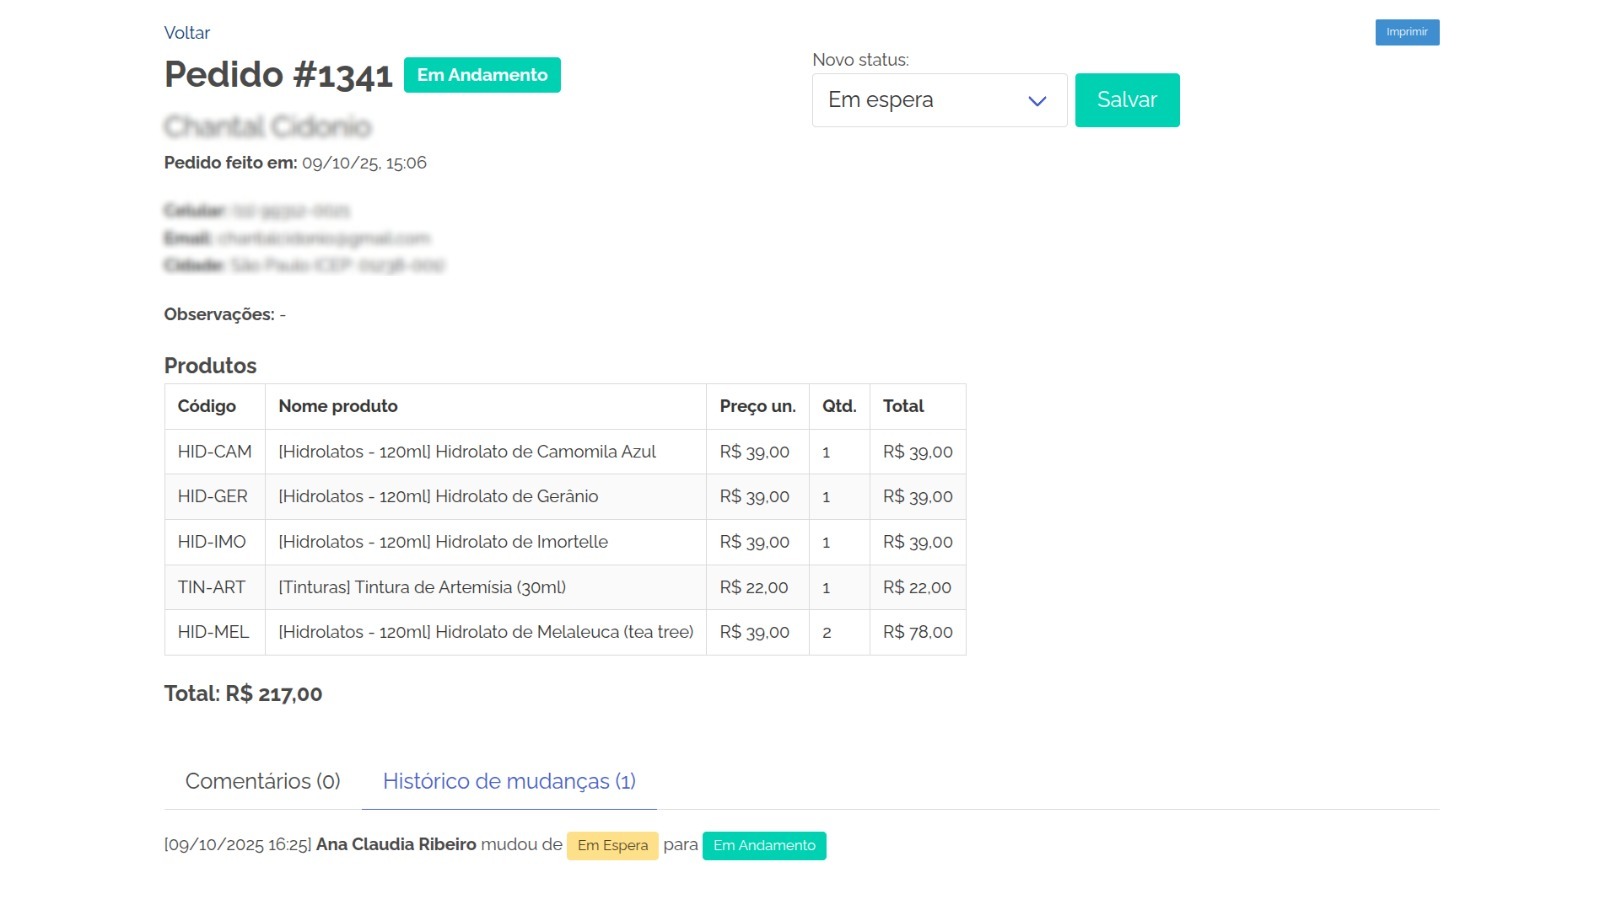 Voltar
Imprimir
Pedido #1341 Em Andamento
Novo status:
Em espera
Salvar
Pedido feito em: 09/10/25, 15:06
Observações: -
Produtos
Código Nome produto Preço un. Qtd. Total
HID-CAM [Hidrolatos - 120ml] Hidrolato de Camomila Azul R$ 39,00 1 R$ 39,00
HID-GER [Hidrolatos - 120ml] Hidrolato de Gerânio R$ 39,00 1 R$ 39,00
HID-IMO [Hidrolatos - 120ml] Hidrolato de Imortelle R$ 39,00 1 R$ 39,00
TIN-ART [Tinturas] Tintura de Artemísia (30ml) R$ 22,00 1 R$ 22,00
HID-MEL [Hidrolatos - 120ml] Hidrolato de Melaleuca (tea tree) R$ 39,00 2 R$ 78,00
Total: R$ 217,00
Comentários (0) Histórico de mudanças (1)
[09/10/2025 16:25] Ana Claudia Ribeiro mudou de Em Espera para Em Andamento